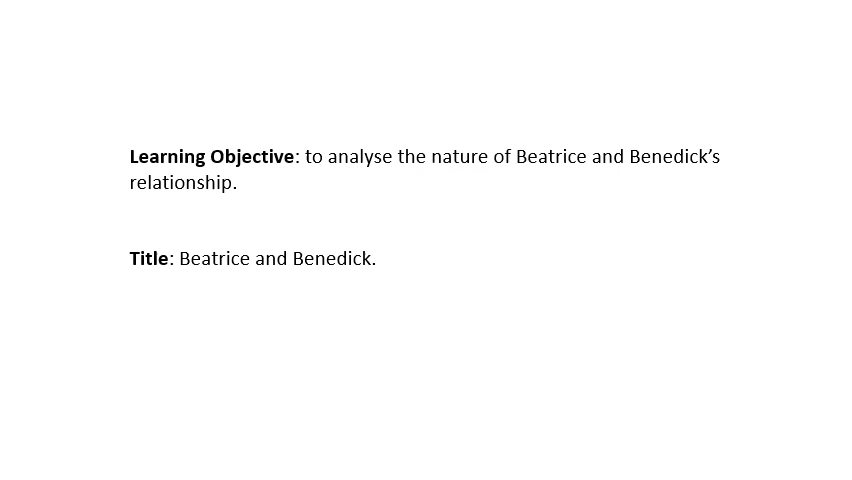 Learning Objective: to analyse the nature of Beatrice and Benedick’s
relationship.
Title: Beatrice and Benedick.